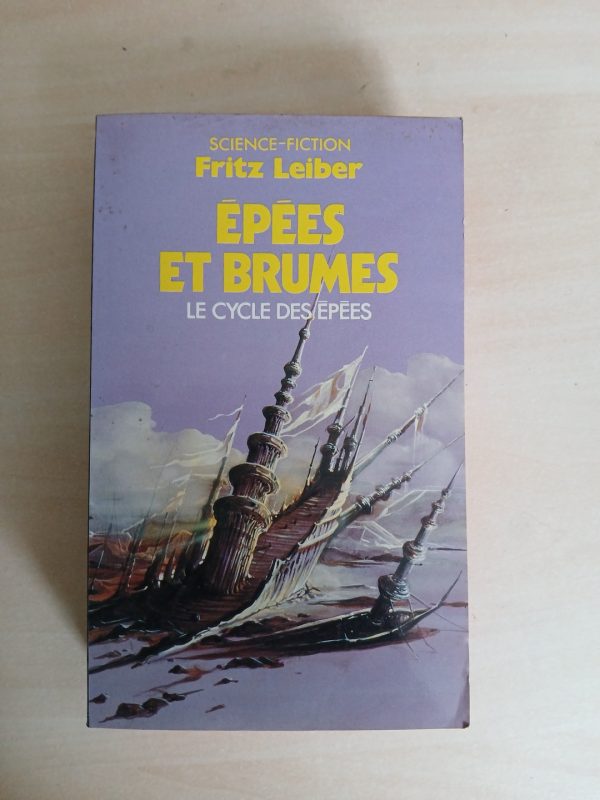 SCIENCE-FICTION
Fritz Leiber
ÉPÉES
ET BRUMES
LE CYCLE DES ÉPÉES